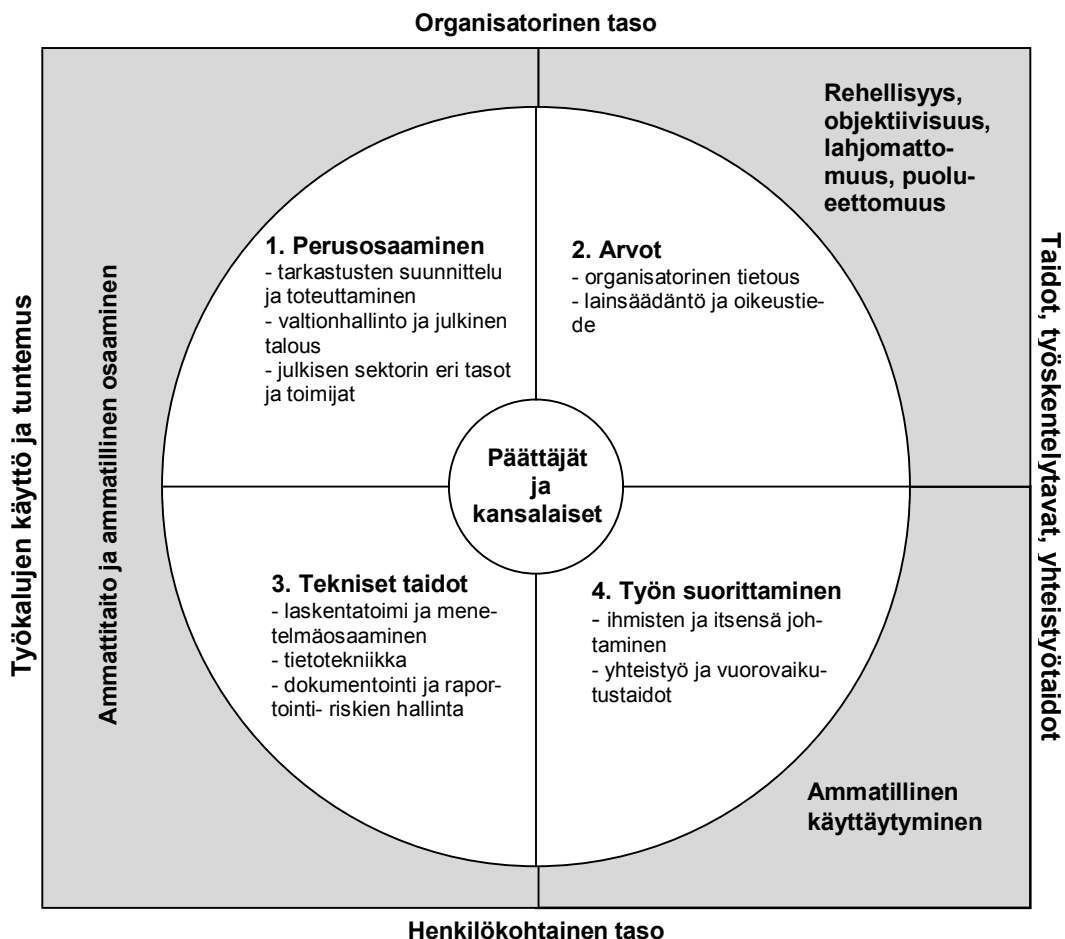 Organisatorinen taso
Rehellisyys,
objektiivisuus,
lahjomatto-
muus, puolu-
eettomuus
1. Perusosaaminen
- tarkastusten suunnittelu
ja toteuttaminen
- valtionhallinto ja julkinen
talous
- julkisen sektorin eri tasot
ja toimijat
2. Arvot
- organisatorinen tietous
- lainsäädäntö ja oikeustie-
de
Työkalujen käyttö ja tuntemus
Ammattitaito ja ammatillinen osaaminen
Päättäjät
ja
kansalaiset
Taidot, työskentelytavat, yhteistyötaidot
3. Tekniset taidot
- laskentatoimi ja mene-
telmäosaaminen
- tietotekniikka
- dokumentointi ja rapor-
tointi- riskien hallinta
4. Työn suorittaminen
- ihmisten ja itsensä joh-
taminen
- yhteistyö ja vuorovaiku-
tustaidot
Ammatillinen
käyttäytyminen
Henkilökohtainen taso